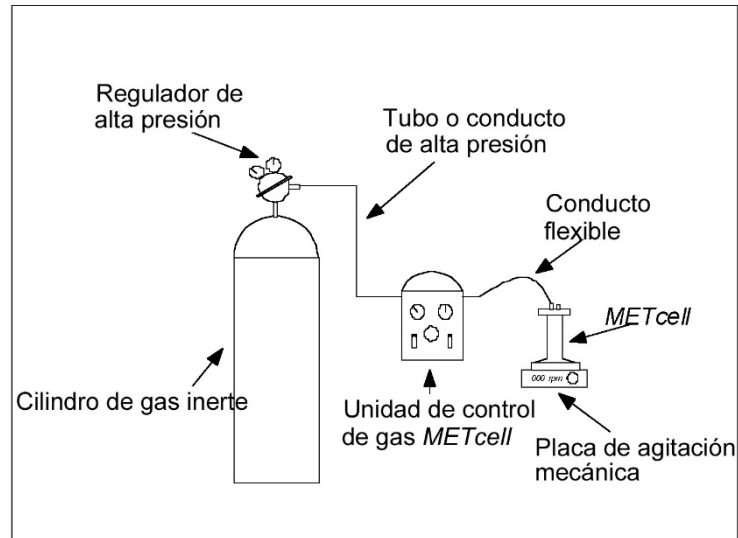 Regulador de
alta presión
Tubo o conducto
de alta presión
Conducto
flexible
METcell
000 rpm
Cilindro de gas inerte
Unidad de control
de gas METcell
Placa de agitación
mecánica